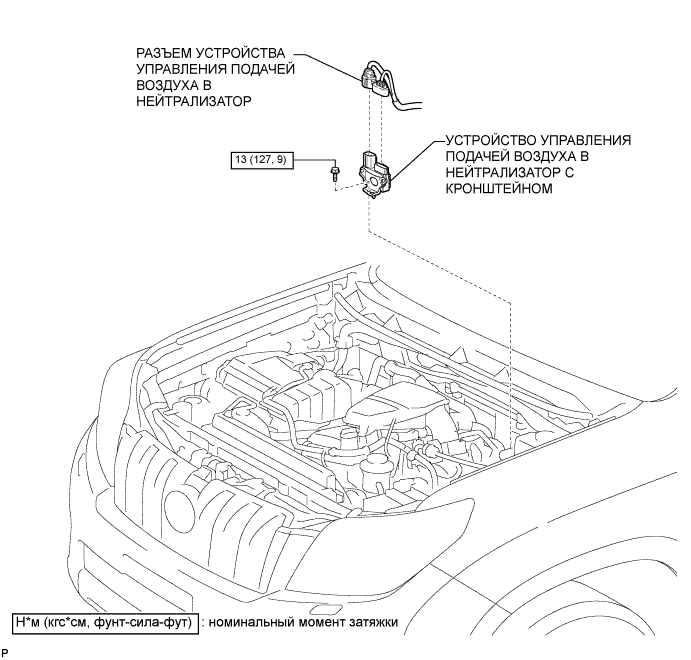 РАЗЪЕМ УСТРОЙСТВА
УПРАВЛЕНИЯ ПОДАЧЕЙ
ВОЗДУХА В
НЕЙТРАЛИЗАТОР
13 (127, 9)
УСТРОЙСТВО УПРАВЛЕНИЯ
ПОДАЧЕЙ ВОЗДУХА В
НЕЙТРАЛИЗАТОР С
КРОНШТЕЙНОМ
Н*м (кгс*см, фунт-сила-фут) : номинальный момент затяжки
P